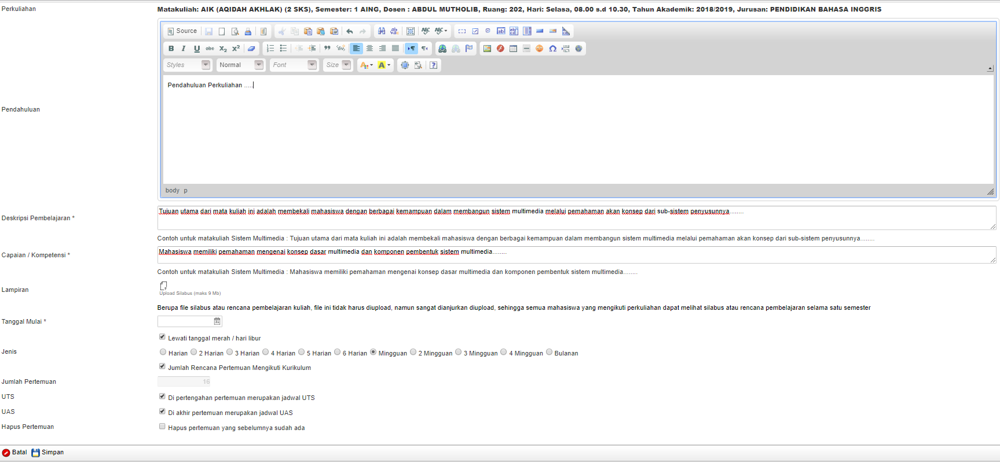 Perkuliahan Matakuliah: AIK (AQIDAH AKHLAK) (2 SKS), Semester: 1 AING, Dosen : ABDUL MUTHOLIB, Ruang: 202, Hari: Selasa, 08.00 s.d 10.30, Tahun Akademik: 2018/2019, Jurusan: PENDIDIKAN BAHASA INGGRIS
Source
B I U abc X₂ X²
Styles Normal Font Size A A
Pendahuluan Perkuliahan .....
Pendahuluan
body p
Deskripsi Pembelajaran * Tujuan utama dari mata kuliah ini adalah membekali mahasiswa dengan berbagai kemampuan dalam membangun sistem multimedia melalui pemahaman akan konsep dari sub-sistem penyusunnya........
Contoh untuk matakuliah Sistem Multimedia : Tujuan utama dari mata kuliah ini adalah membekali mahasiswa dengan berbagai kemampuan dalam membangun sistem multimedia melalui pemahaman akan konsep dari sub-sistem penyusunnya........
Capaian / Kompetensi * Mahasiswa memiliki pemahaman mengenai konsep dasar multimedia dan komponen pembentuk sistem multimedia........
Contoh untuk matakuliah Sistem Multimedia : Mahasiswa memiliki pemahaman mengenai konsep dasar multimedia dan komponen pembentuk sistem multimedia........
Lampiran
Upload Silabus (maks 9 Mb)
Berupa file silabus atau rencana pembelajaran kuliah, file ini tidak harus diupload, namun sangat dianjurkan diupload, sehingga semua mahasiswa yang mengikuti perkuliahan dapat melihat silabus atau rencana pembelajaran selama satu semester
Tanggal Mulai *
Lewati tanggal merah / hari libur
Jenis Harian 2 Harian 3 Harian 4 Harian 5 Harian 6 Harian Mingguan 2 Mingguan 3 Mingguan 4 Mingguan Bulanan
Jumlah Rencana Pertemuan Mengikuti Kurikulum
Jumlah Pertemuan 16
UTS Di pertengahan pertemuan merupakan jadwal UTS
UAS Di akhir pertemuan merupakan jadwal UAS
Hapus Pertemuan Hapus pertemuan yang sebelumnya sudah ada
Batal Simpan